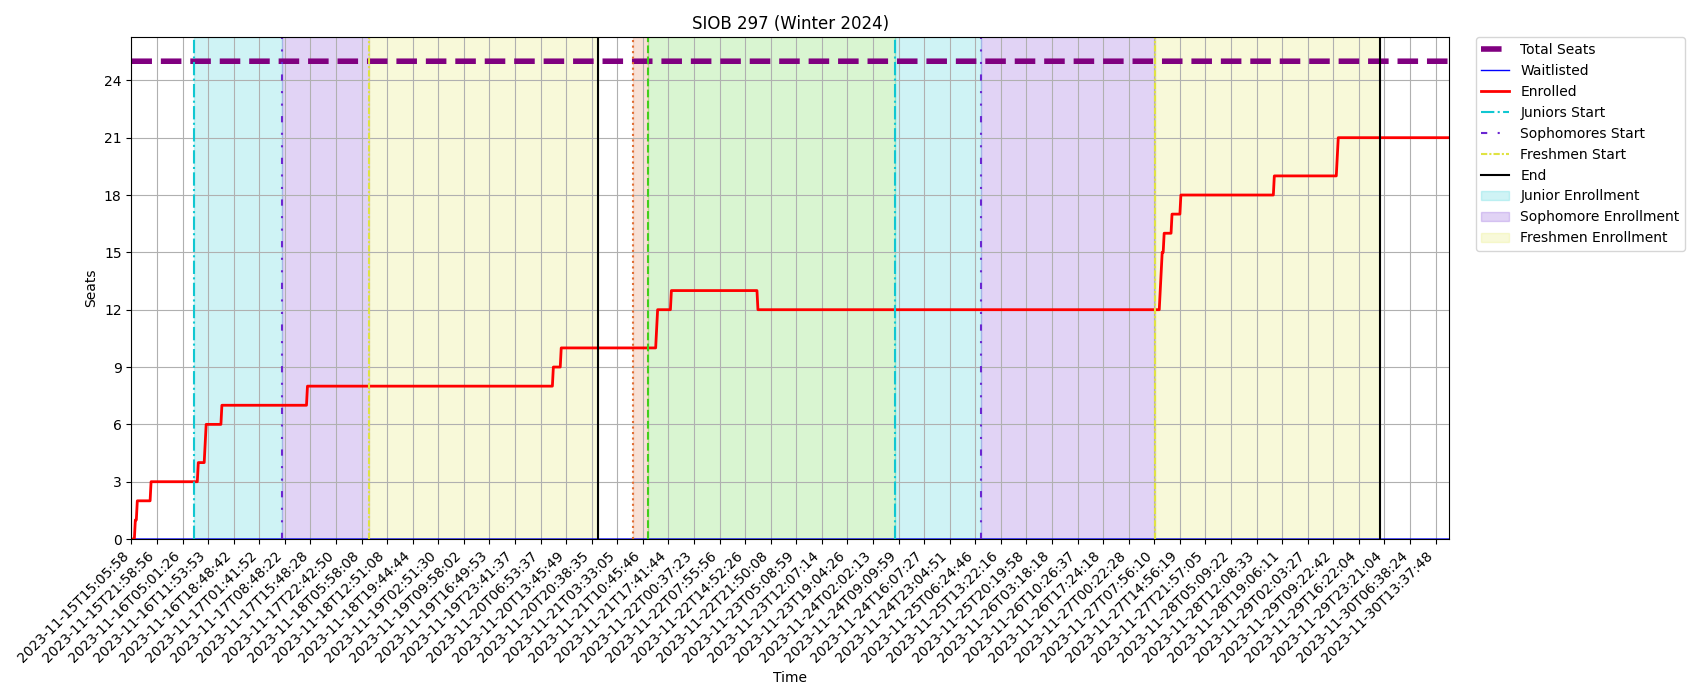 SIOB 297 (Winter 2024)
Total Seats
Waitlisted
Enrolled
Juniors Start
Sophomores Start
Freshmen Start
End
Junior Enrollment
Sophomore Enrollment
Freshmen Enrollment
Seats
24
21
18
15
12
9
6
3
0
2023-11-15T15:05:58
2023-11-15T21:58:56
2023-11-16T05:01:26
2023-11-16T11:53:53
2023-11-16T18:48:42
2023-11-17T01:41:52
2023-11-17T08:48:22
2023-11-17T15:48:28
2023-11-17T22:42:50
2023-11-18T05:58:08
2023-11-18T12:51:08
2023-11-18T19:44:44
2023-11-19T02:51:30
2023-11-19T09:58:02
2023-11-19T16:49:53
2023-11-19T23:41:37
2023-11-20T06:53:37
2023-11-20T13:45:49
2023-11-20T20:38:35
2023-11-21T03:33:05
2023-11-21T10:45:46
2023-11-21T17:41:44
2023-11-22T00:37:23
2023-11-22T07:55:56
2023-11-22T14:52:26
2023-11-22T21:50:08
2023-11-23T05:08:59
2023-11-23T12:07:14
2023-11-23T19:04:26
2023-11-24T02:02:13
2023-11-24T09:09:59
2023-11-24T16:07:27
2023-11-24T23:04:51
2023-11-25T06:24:46
2023-11-25T13:22:16
2023-11-25T20:19:58
2023-11-26T03:18:18
2023-11-26T10:26:37
2023-11-26T17:24:18
2023-11-27T00:22:28
2023-11-27T07:56:10
2023-11-27T14:56:19
2023-11-27T21:57:05
2023-11-28T05:09:22
2023-11-28T12:08:33
2023-11-28T19:06:11
2023-11-29T02:03:27
2023-11-29T09:22:42
2023-11-29T16:22:04
2023-11-29T23:21:04
2023-11-30T06:38:24
2023-11-30T13:37:48
Time